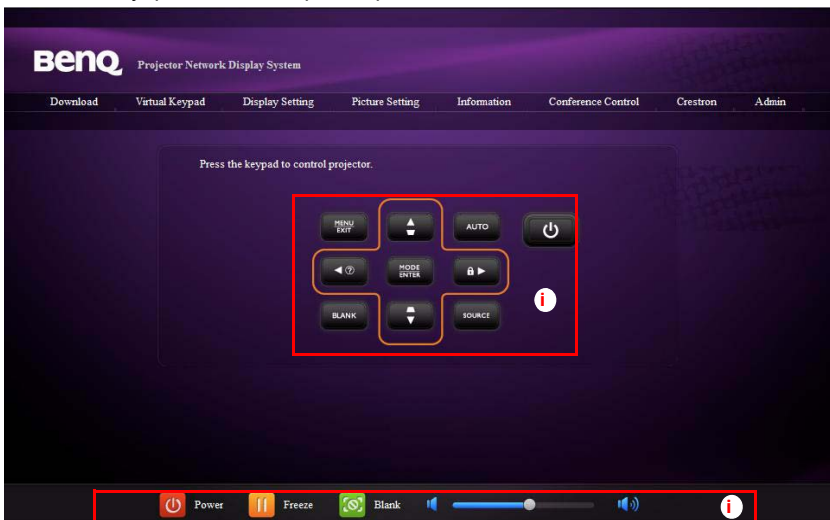 BenQ Projector Network Display System
Download Virtual Keypad Display Setting Picture Setting Information Conference Control Crestron Admin
Press the keypad to control projector.
MENU
EXIT
AUTO
?
MODE
ENTER
BLANK
SOURCE
i
Power Freeze Blank i